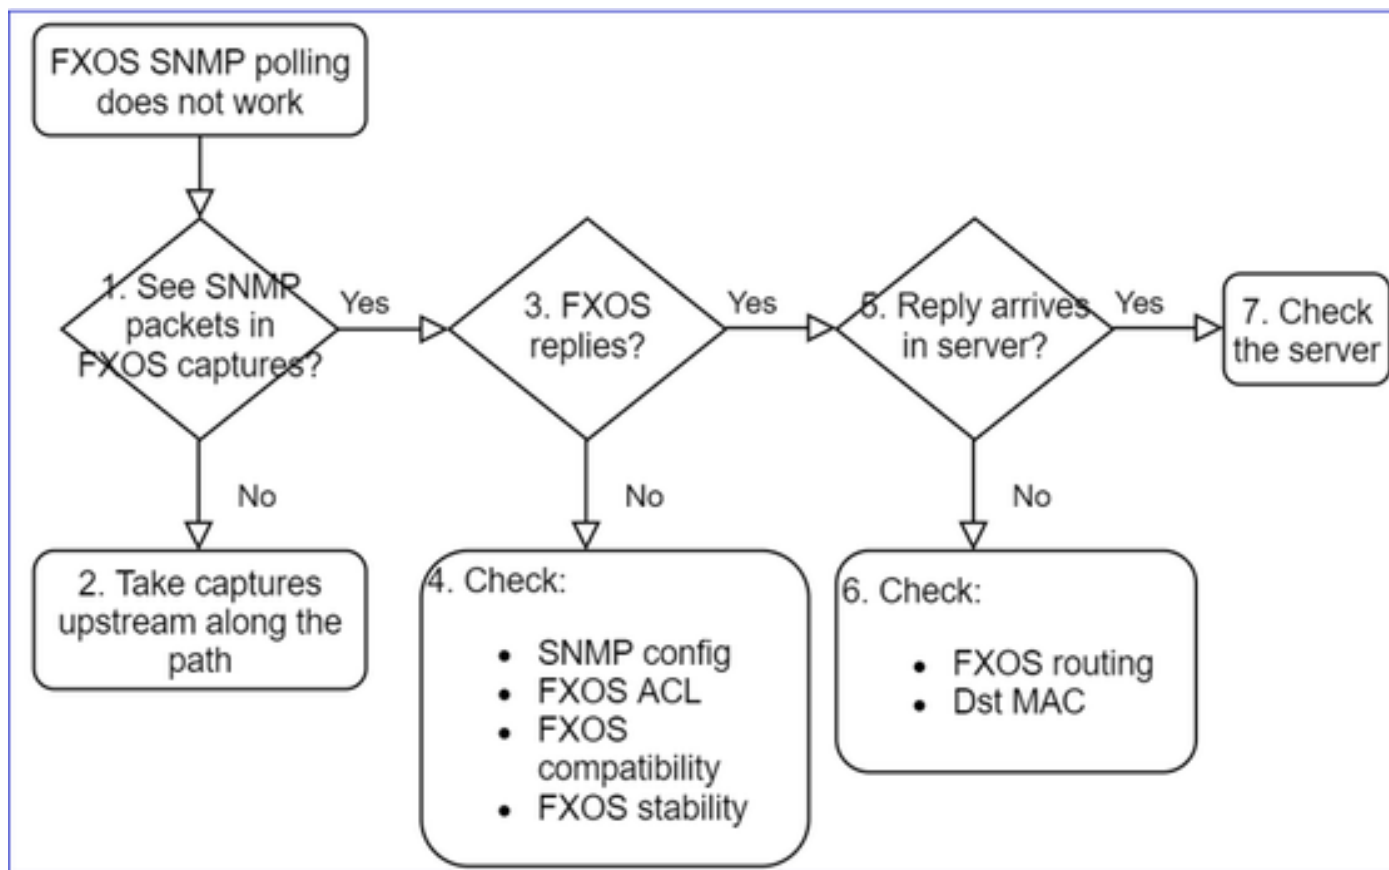 FXOS SNMP polling
does not work
1. See SNMP
packets in
FXOS captures?
Yes
3. FXOS
replies?
Yes
5. Reply arrives
in server?
Yes
7. Check
the server
No
No
No
2. Take captures
upstream along the
path
4. Check:
• SNMP config
• FXOS ACL
• FXOS
compatibility
• FXOS stability
6. Check:
• FXOS routing
• Dst MAC